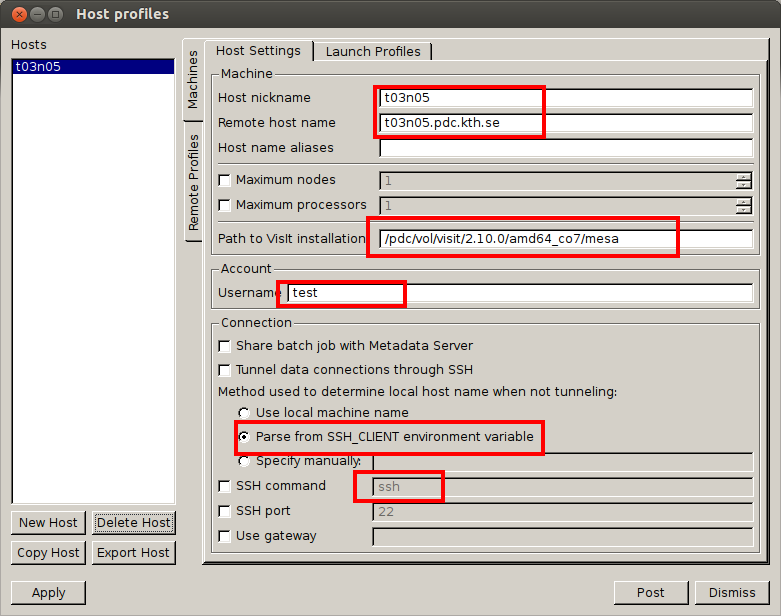 Host profiles
Hosts
t03n05
Machines
Remote Profiles
Host Settings
Launch Profiles
Machine
Host nickname t03n05
Remote host name t03n05.pdc.kth.se
Host name aliases
Maximum nodes 1
Maximum processors 1
Path to VisIt installation /pdc/vol/visit/2.10.0/amd64_co7/mesa
Account
Username test
Connection
Share batch job with Metadata Server
Tunnel data connections through SSH
Method used to determine local host name when not tunneling:
Use local machine name
Parse from SSH_CLIENT environment variable
Specify manually:
SSH command ssh
SSH port 22
Use gateway
New Host Delete Host
Copy Host Export Host
Apply Post Dismiss